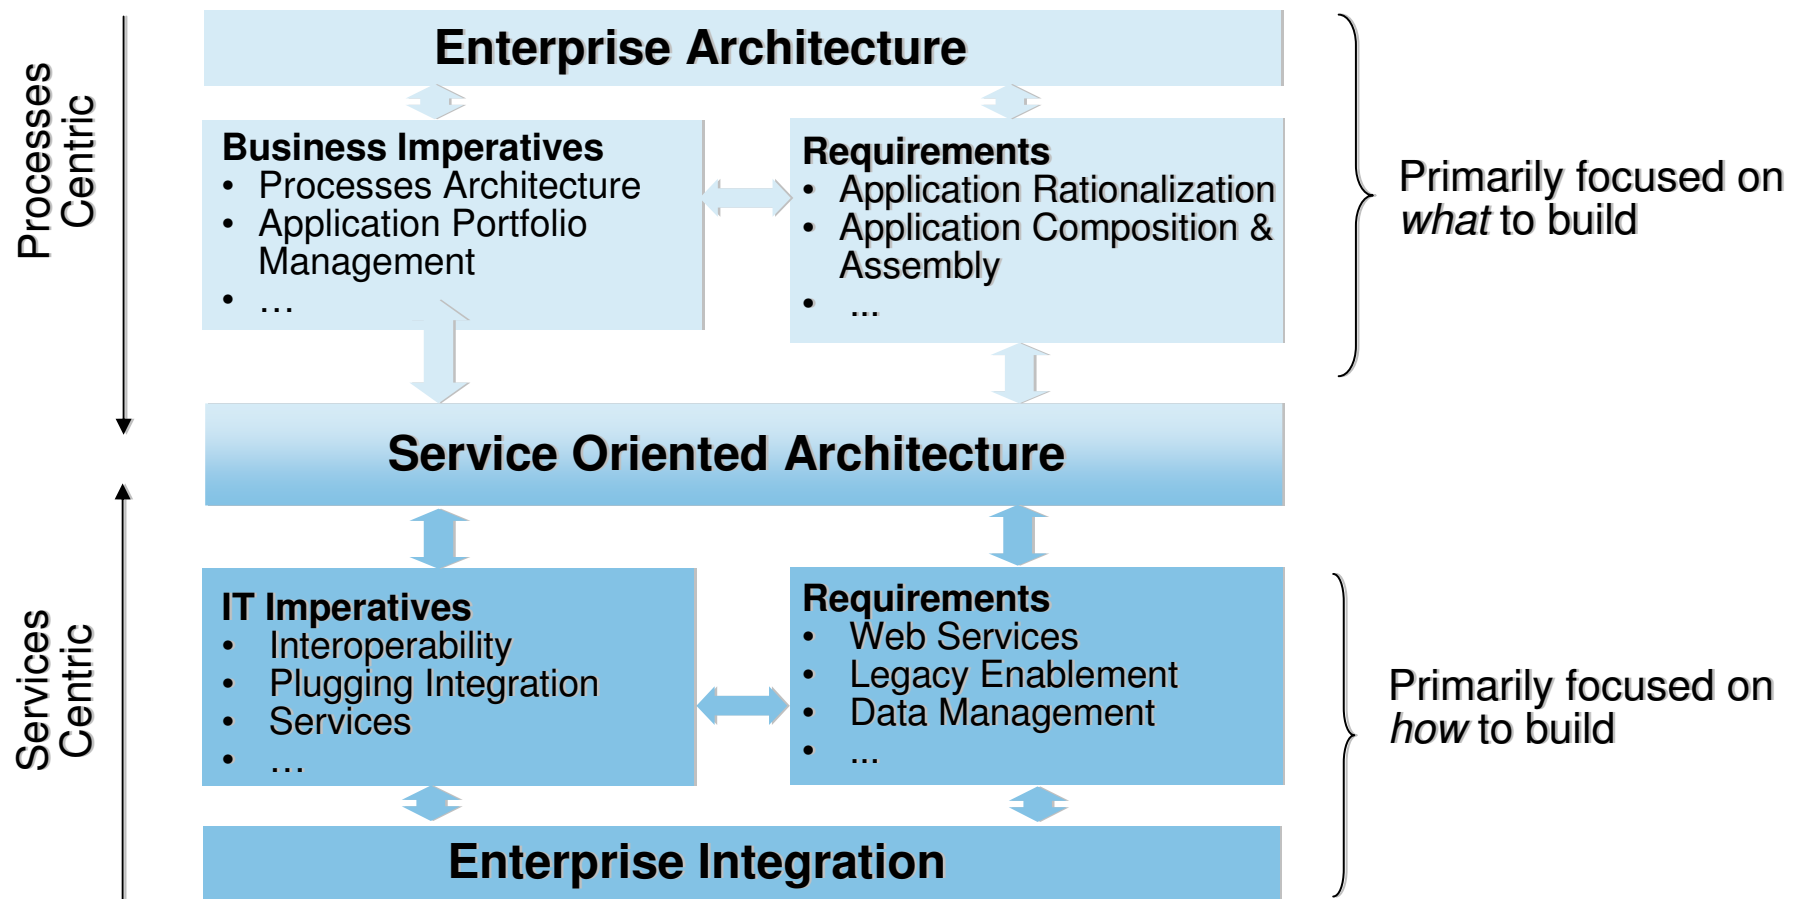 Processes
Centric
Enterprise Architecture
Business Imperatives
• Processes Architecture
• Application Portfolio
Management
• …
Requirements
• Application Rationalization
• Application Composition &
Assembly
• ...
Primarily focused on
what to build
Service Oriented Architecture
Services
Centric
IT Imperatives
• Interoperability
• Plugging Integration
• Services
• …
Requirements
• Web Services
• Legacy Enablement
• Data Management
• ...
Primarily focused on
how to build
Enterprise Integration